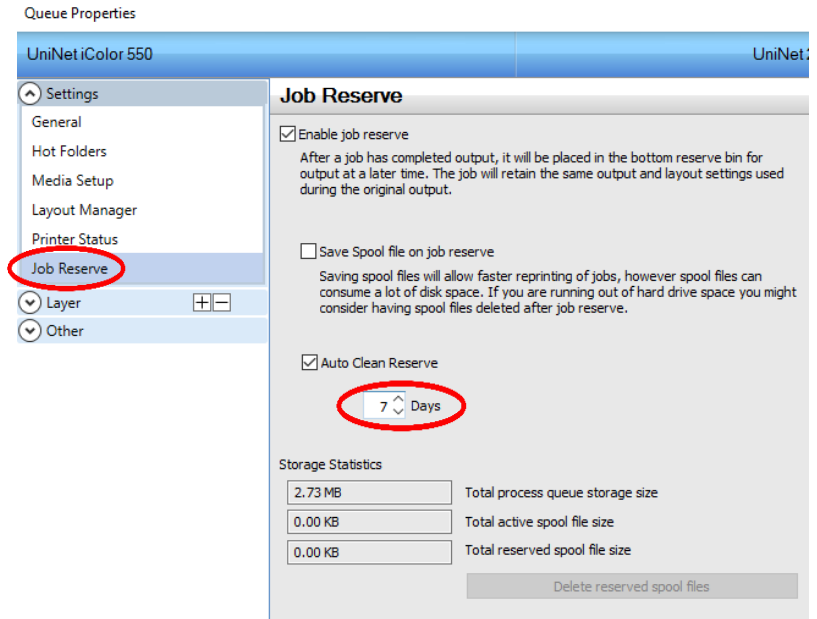 Queue Properties
UniNet iColor 550
UniNet 2
Settings
General
Hot Folders
Media Setup
Layout Manager
Printer Status
Job Reserve
Layer
Other
Job Reserve
Enable job reserve
After a job has completed output, it will be placed in the bottom reserve bin for
output at a later time. The job will retain the same output and layout settings used
during the original output.
Save Spool file on job reserve
Saving spool files will allow faster reprinting of jobs, however spool files can
consume a lot of disk space. If you are running out of hard drive space you might
consider having spool files deleted after job reserve.
Auto Clean Reserve
7 Days
Storage Statistics
2.73 MB Total process queue storage size
0.00 KB Total active spool file size
0.00 KB Total reserved spool file size
Delete reserved spool files